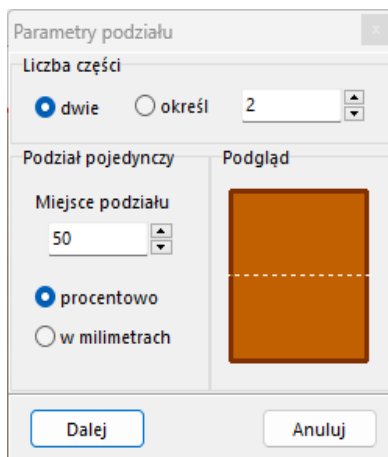 Parametry podziału
x
Liczba części
dwie określ 2
Podział pojedynczy Podgląd
Miejsce podziału
50
procentowo
w milimetrach
Dalej Anuluj